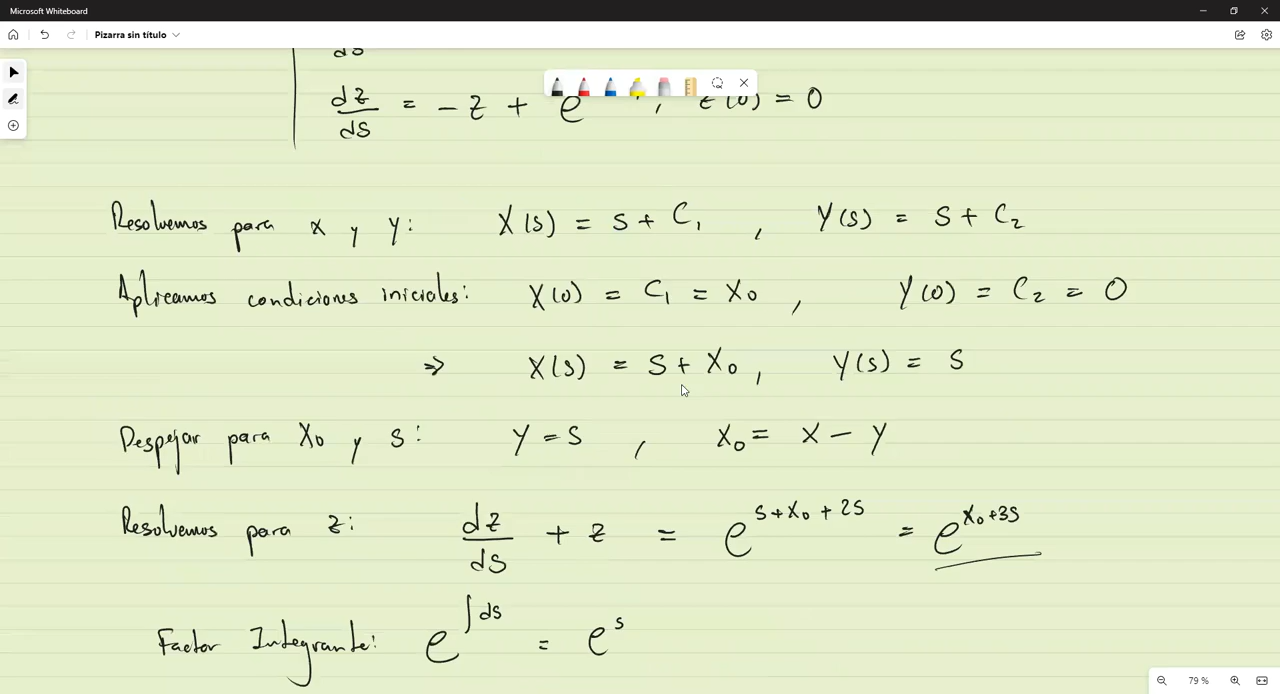 Microsoft Whiteboard
Pizarra sin título
ds
dz/ds = - z + e , z(0) = 0
Resolvemos para x y y: X(s) = s + C₁ , Y(s) = s + C₂
Aplicamos condiciones iniciales: X(0) = C₁ = X₀ , Y(0) = C₂ = 0
⇒ X(s) = s + X₀ , Y(s) = s
Despejar para X₀ y s: y = s , X₀ = X - y
Resolvemos para z: dz/ds + z = e^(s+X₀+2s) = e^(X₀+3s)
Factor Integrante: e^(∫ds) = e^s
79 %